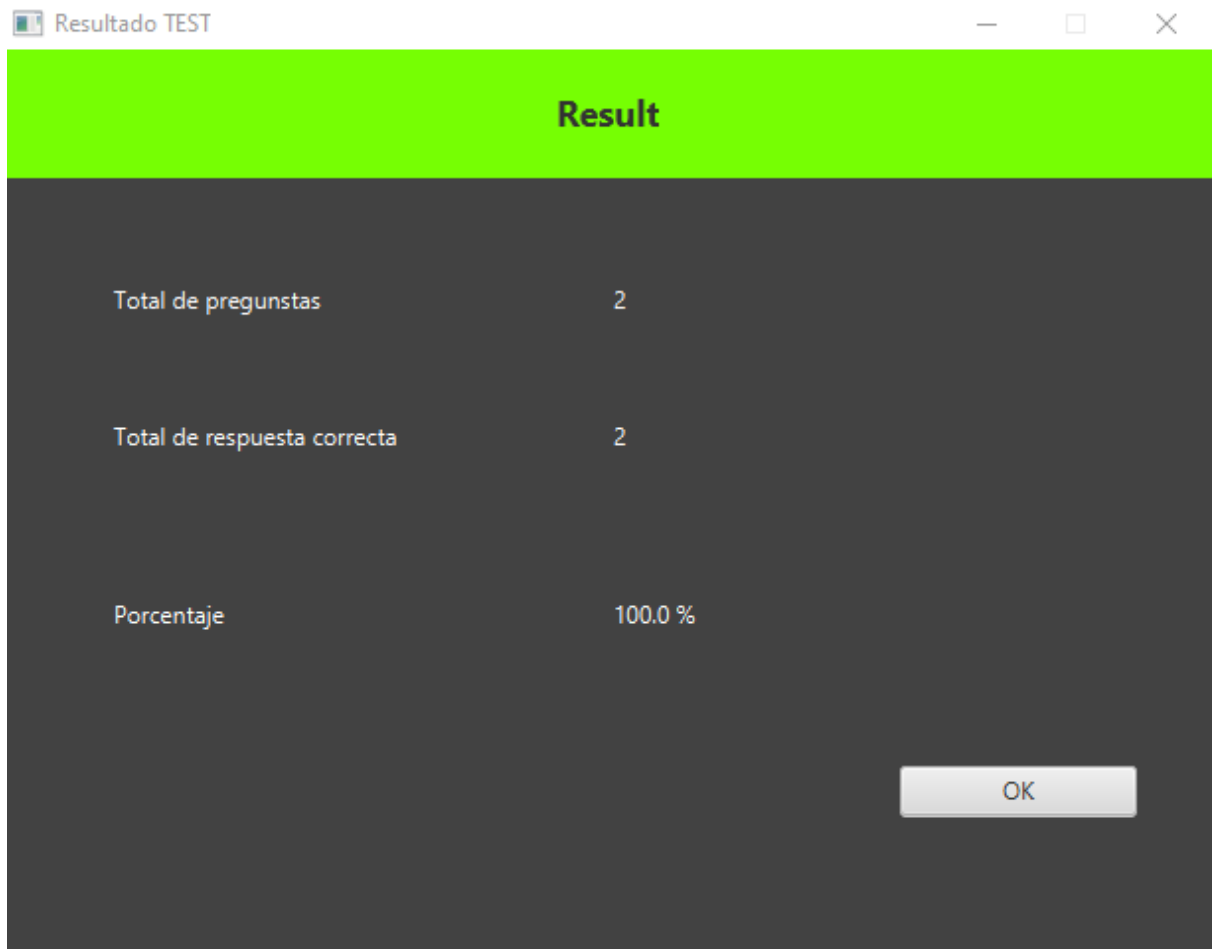 Resultado TEST
Result
Total de pregunstas 2
Total de respuesta correcta 2
Porcentaje 100.0 %
OK